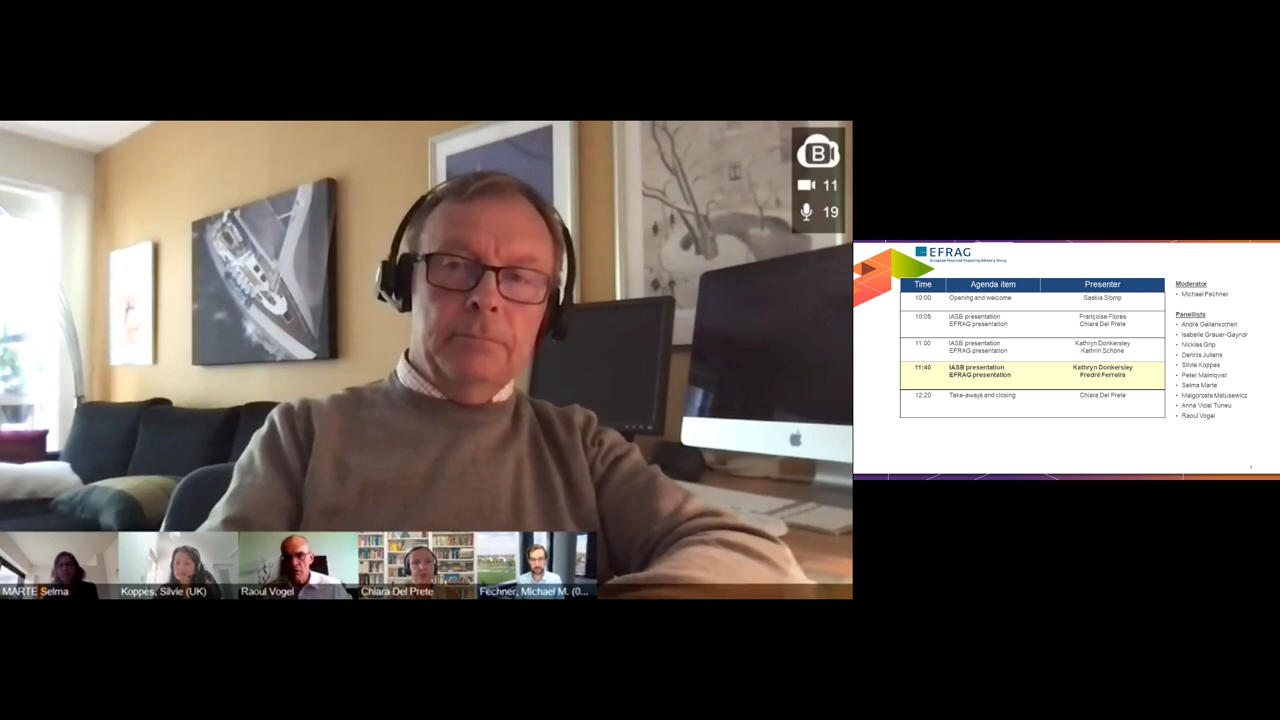 B
11
19
MARTE Selma
Koppes, Silvie (UK)
Raoul Vogel
Chiara Del Prete
Fechner, Michael M. (0...
EFRAG
European Financial Reporting Advisory Group
Time Agenda item Presenter
10:00 Opening and welcome Saskia Slomp
10:05 IASB presentation Françoise Flores
EFRAG presentation Chiara Del Prete
11:00 IASB presentation Kathryn Donkersley
EFRAG presentation Kathrin Schöne
11:40 IASB presentation Kathryn Donkersley
EFRAG presentation Fredré Ferreira
12:20 Take-aways and closing Chiara Del Prete
Moderator
• Michael Fechner
Panellists
• André Geilenkothen
• Isabelle Grauer-Gaynor
• Nicklas Grip
• Dennis Jullens
• Silvie Koppes
• Peter Malmqvist
• Selma Marte
• Malgorzata Matusewicz
• Anna Vidal Tuneu
• Raoul Vogel